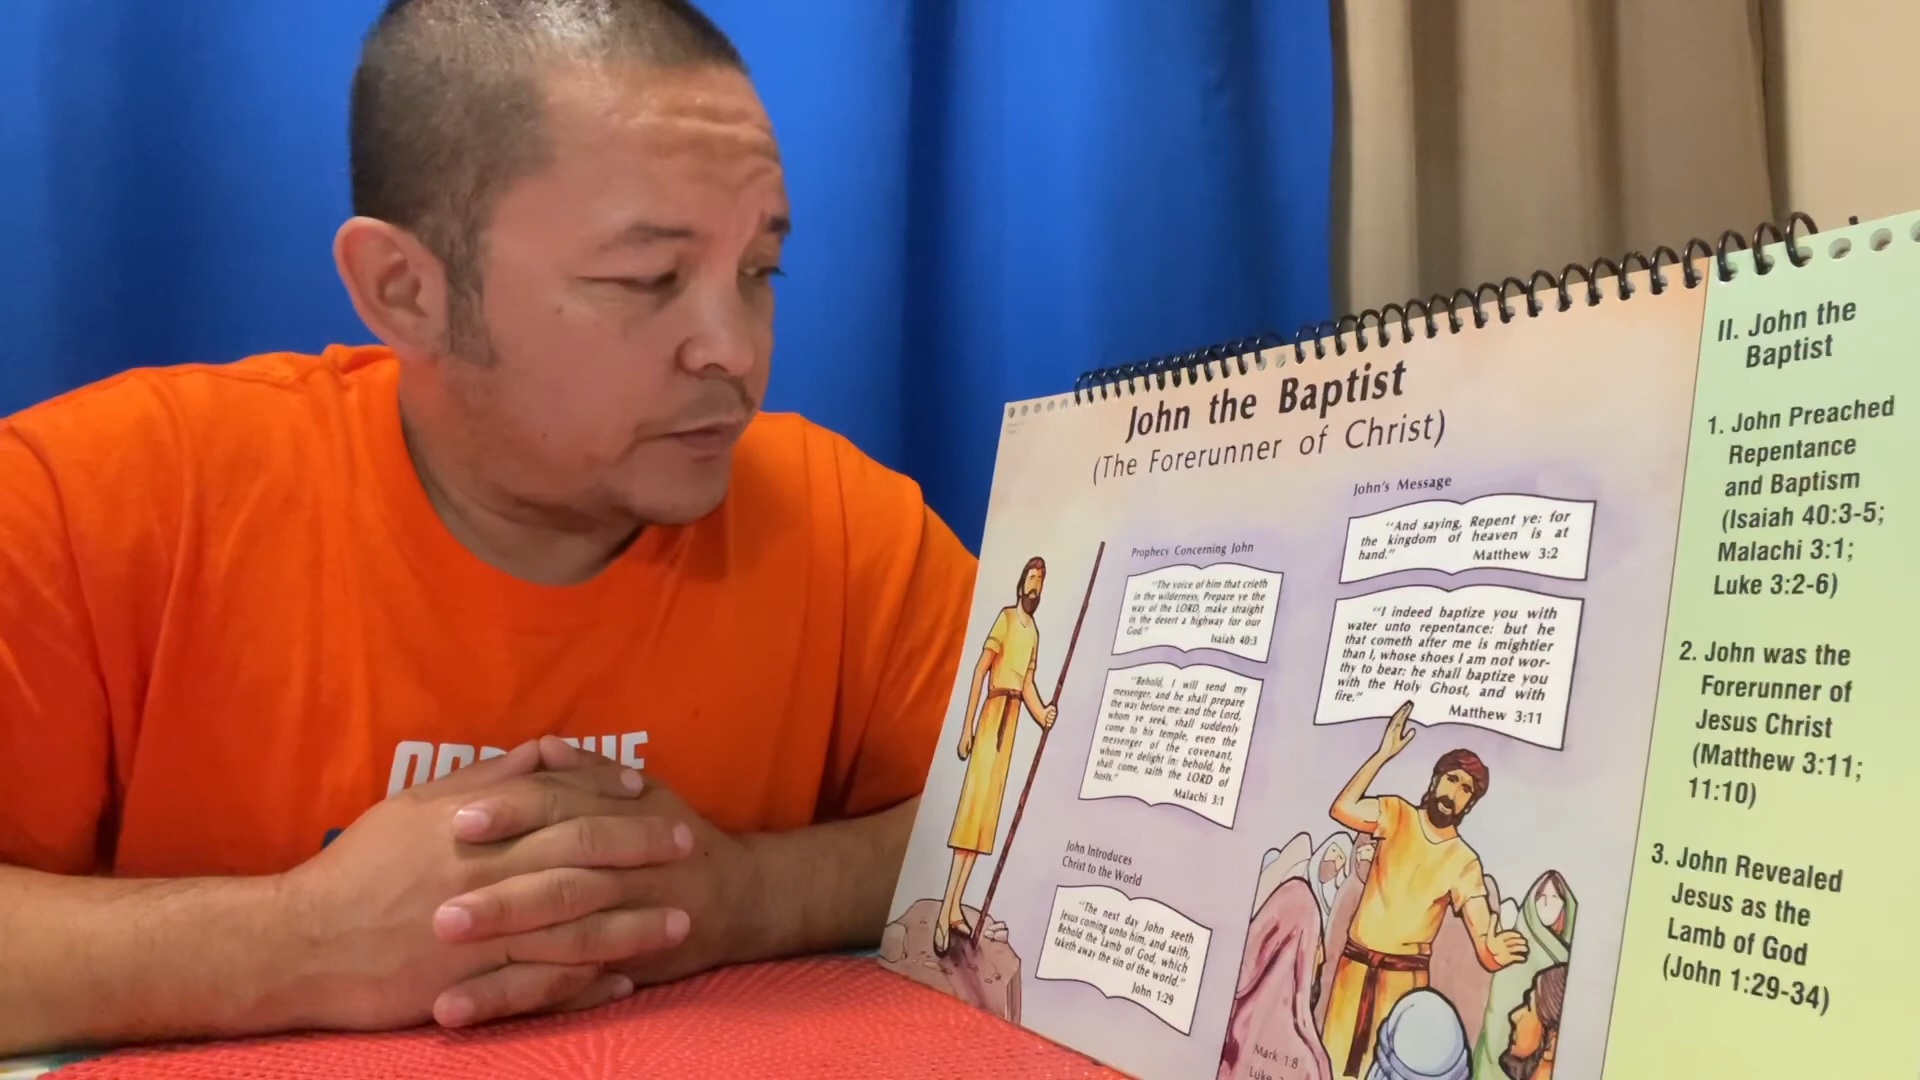 John the Baptist
(The Forerunner of Christ)
Prophecy Concerning John
"The voice of him that crieth
in the wilderness, Prepare ye the
way of the LORD, make straight
in the desert a highway for our
God."
Isaiah 40:3
"Behold, I will send my
messenger, and he shall prepare
the way before me: and the Lord,
whom ye seek, shall suddenly
come to his temple, even the
messenger of the covenant,
whom ye delight in: behold, he
shall come, saith the LORD of
hosts."
Malachi 3:1
John Introduces
Christ to the World
"The next day John seeth
Jesus coming unto him, and saith,
Behold the Lamb of God, which
taketh away the sin of the world."
John 1:29
John's Message
"And saying, Repent ye: for
the kingdom of heaven is at
hand." Matthew 3:2
"I indeed baptize you with
water unto repentance: but he
that cometh after me is mightier
than I, whose shoes I am not wor-
thy to bear: he shall baptize you
with the Holy Ghost, and with
fire."
Matthew 3:11
Mark 1:8
Luke
II. John the
Baptist
1. John Preached
Repentance
and Baptism
(Isaiah 40:3-5;
Malachi 3:1;
Luke 3:2-6)
2. John was the
Forerunner of
Jesus Christ
(Matthew 3:11;
11:10)
3. John Revealed
Jesus as the
Lamb of God
(John 1:29-34)